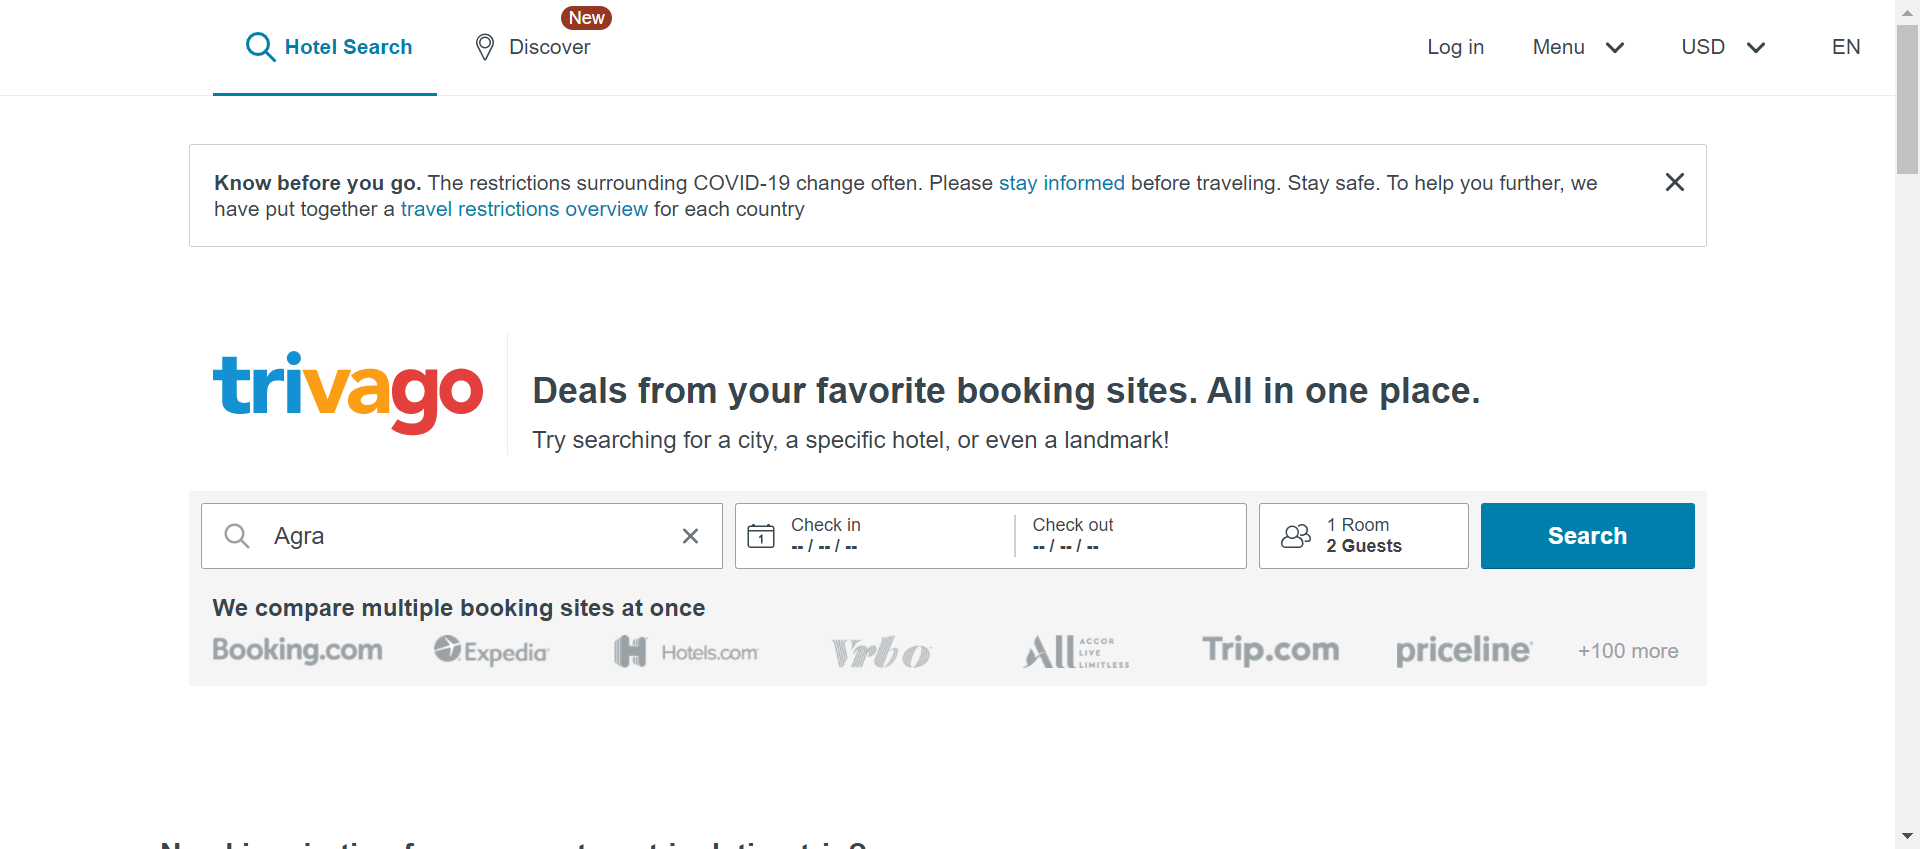 New
Hotel Search
Discover
Log in
Menu
USD
EN
Know before you go. The restrictions surrounding COVID-19 change often. Please stay informed before traveling. Stay safe. To help you further, we
have put together a travel restrictions overview for each country
trivago
Deals from your favorite booking sites. All in one place.
Try searching for a city, a specific hotel, or even a landmark!
Agra
1
Check in
-- / -- / --
Check out
-- / -- / --
1 Room
2 Guests
Search
We compare multiple booking sites at once
Booking.com
Expedia
H Hotels.com
Vrbo
All ACCOR
LIVE
LIMITLESS
Trip.com
priceline
+100 more